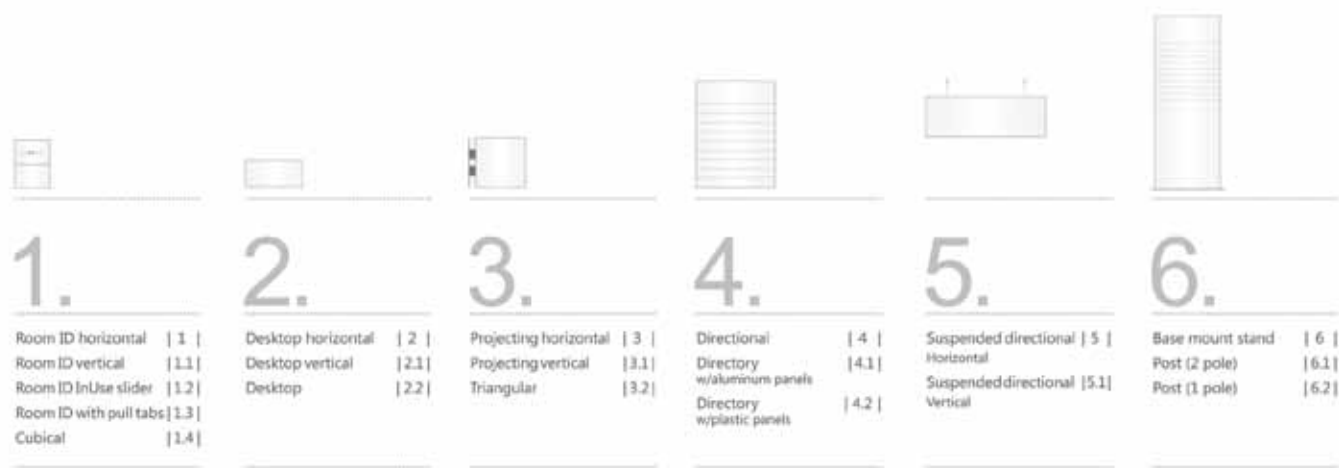 1.
Room ID horizontal | 1 |
Room ID vertical |1.1|
Room ID InUse slider |1.2|
Room ID with pull tabs|1.3|
Cubical |1.4|
2.
Desktop horizontal | 2 |
Desktop vertical |2.1|
Desktop |2.2|
3.
Projecting horizontal | 3 |
Projecting vertical |3.1|
Triangular |3.2|
4.
Directional | 4 |
Directory |4.1|
w/aluminum panels
Directory | 4.2 |
w/plastic panels
5.
Suspended directional | 5 |
Horizontal
Suspended directional |5.1|
Vertical
6.
Base mount stand | 6 |
Post (2 pole) |6.1|
Post (1 pole) |6.2|